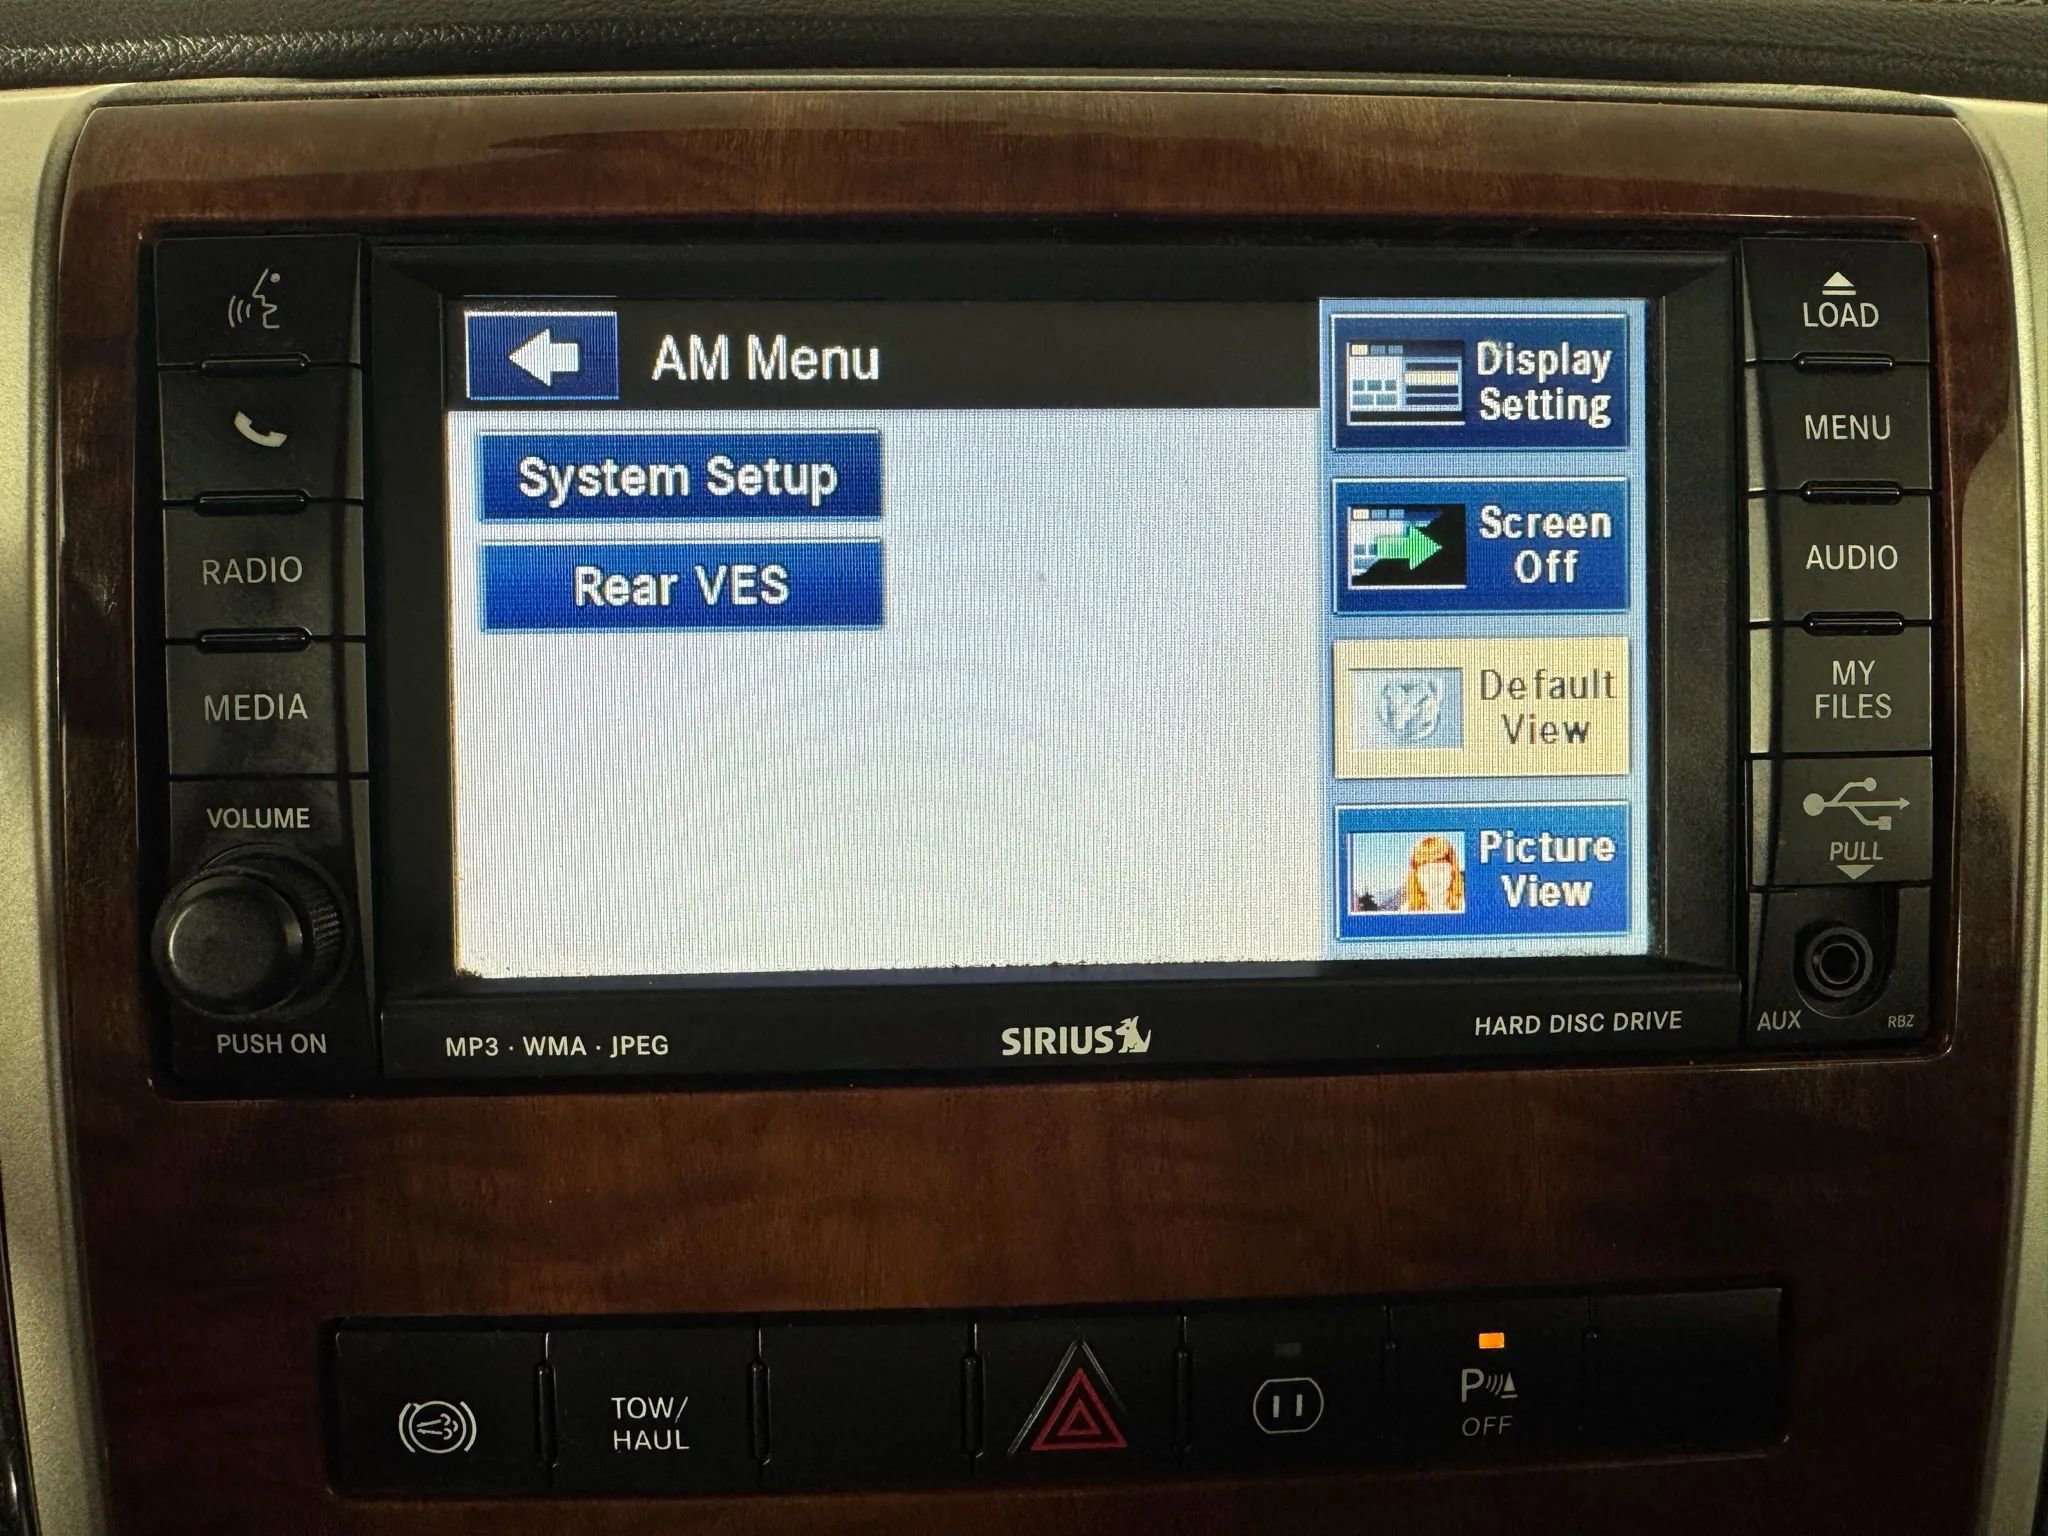 AM Menu
System Setup
Rear VES
Display
Setting
Screen
Off
Default
View
Picture
View
RADIO
MEDIA
VOLUME
PUSH ON
LOAD
MENU
AUDIO
MY
FILES
PULL
AUX
RBZ
MP3 · WMA · JPEG
SIRIUS
HARD DISC DRIVE
TOW/
HAUL
P
OFF